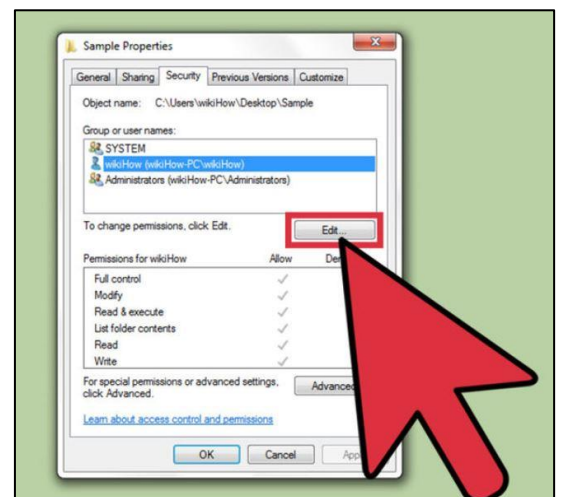 Sample Properties
General Sharing Security Previous Versions Customize
Object name: C:\Users\wikiHow\Desktop\Sample
Group or user names:
SYSTEM
wikiHow (wikiHow-PC\wikiHow)
Administrators (wikiHow-PC\Administrators)
To change permissions, click Edit.
Edit...
Permissions for wikiHow Allow
Full control
Modify
Read & execute
List folder contents
Read
Write
For special permissions or advanced settings,
click Advanced.
Advanced
Learn about access control and permissions
OK Cancel